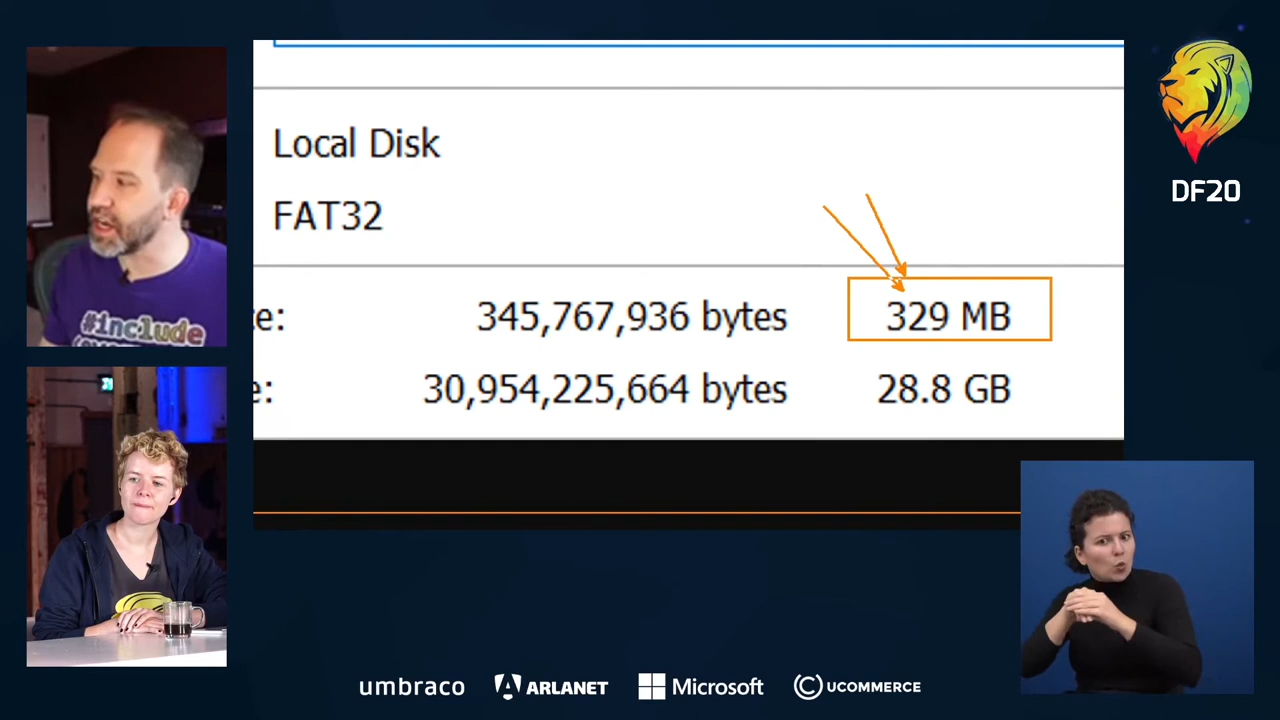 Local Disk
FAT32
ce: 345,767,936 bytes 329 MB
e: 30,954,225,664 bytes 28.8 GB
DF20
#include
umbraco ARLANET Microsoft UCOMMERCE